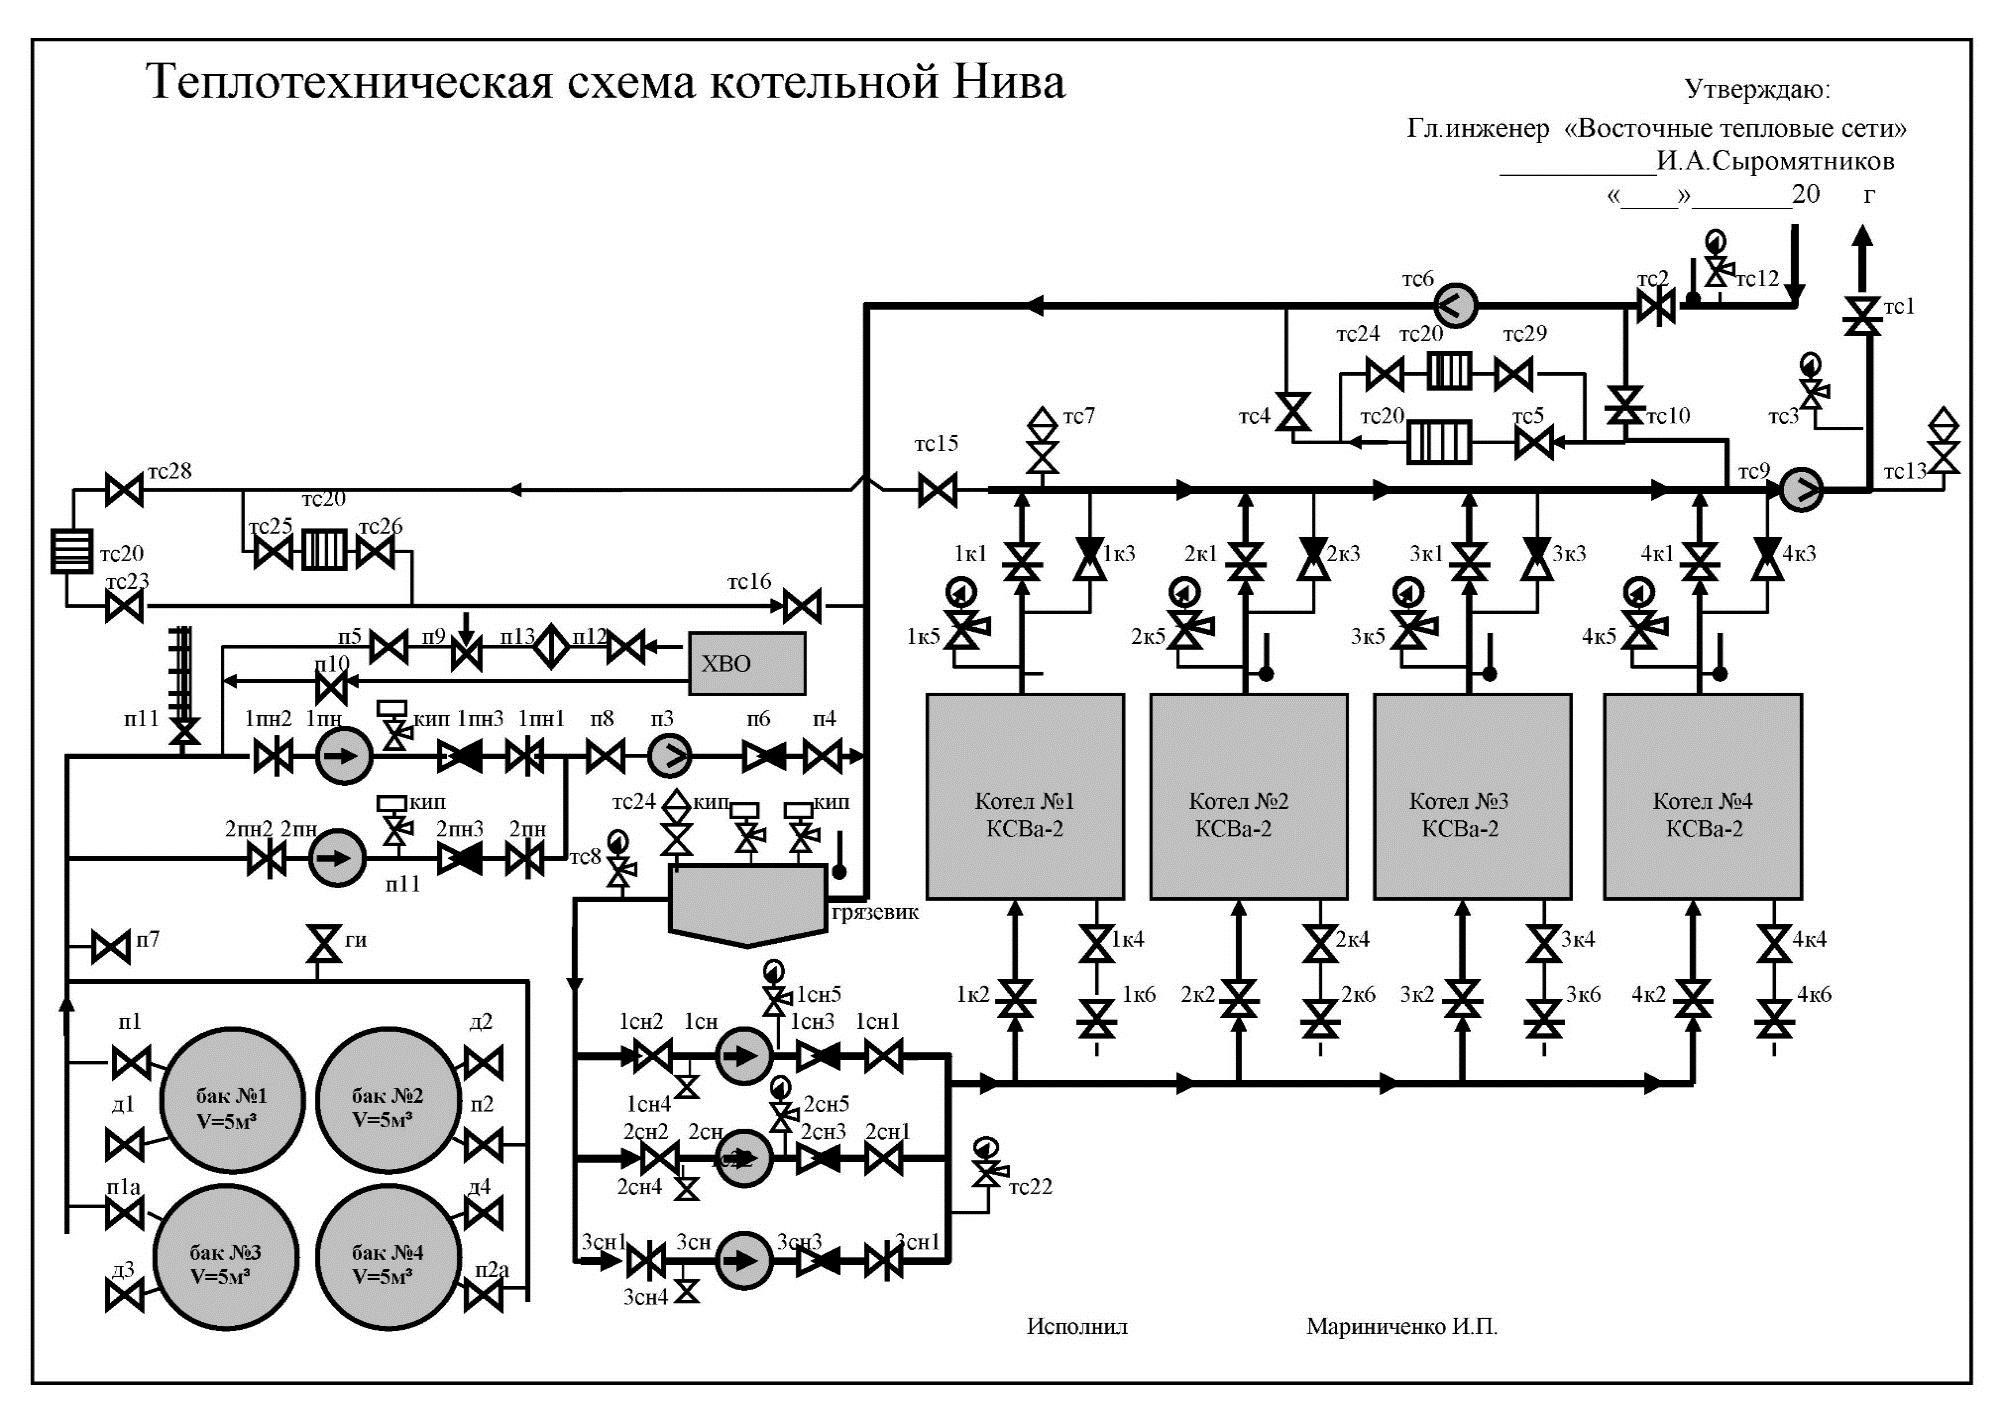 Теплотехническая схема котельной Нива
Утверждаю:
Гл.инженер «Восточные тепловые сети»
___________И.А.Сыромятников
«____»_______20 г
тс6
тс2
тс12
тс1
тс24 тс20 тс29
тс4
тс20
тс5
тс10
тс3
тс7
тс15
тс9
тс13
тс28
тс20
тс25
тс26
тс20
тс23
тс16
1к1
1к3
2к1
2к3
3к1
3к3
4к1
4к3
1к5
2к5
3к5
4к5
п5
п9
п13
п12
п10
ХВО
п11
1пн2
1пн
кип
1пн3
1пн1
п8
п3
п6
п4
2пн2
2пн
кип
2пн3
2пн
п11
тс24
кип
кип
тс8
грязевик
Котел №1
КСВа-2
Котел №2
КСВа-2
Котел №3
КСВа-2
Котел №4
КСВа-2
п7
ги
1к4
2к4
3к4
4к4
1к2
1к6
2к2
2к6
3к2
3к6
4к2
4к6
п1
д2
бак №1
V=5м³
бак №2
V=5м³
д1
п2
п1а
д4
бак №3
V=5м³
бак №4
V=5м³
д3
п2а
1сн5
1сн2
1сн
1сн3
1сн1
1сн4
2сн5
2сн2
2сн
2сн3
2сн1
тс22
2сн4
тс22
3сн1
3сн
3сн3
3сн1
3сн4
Исполнил Мариниченко И.П.